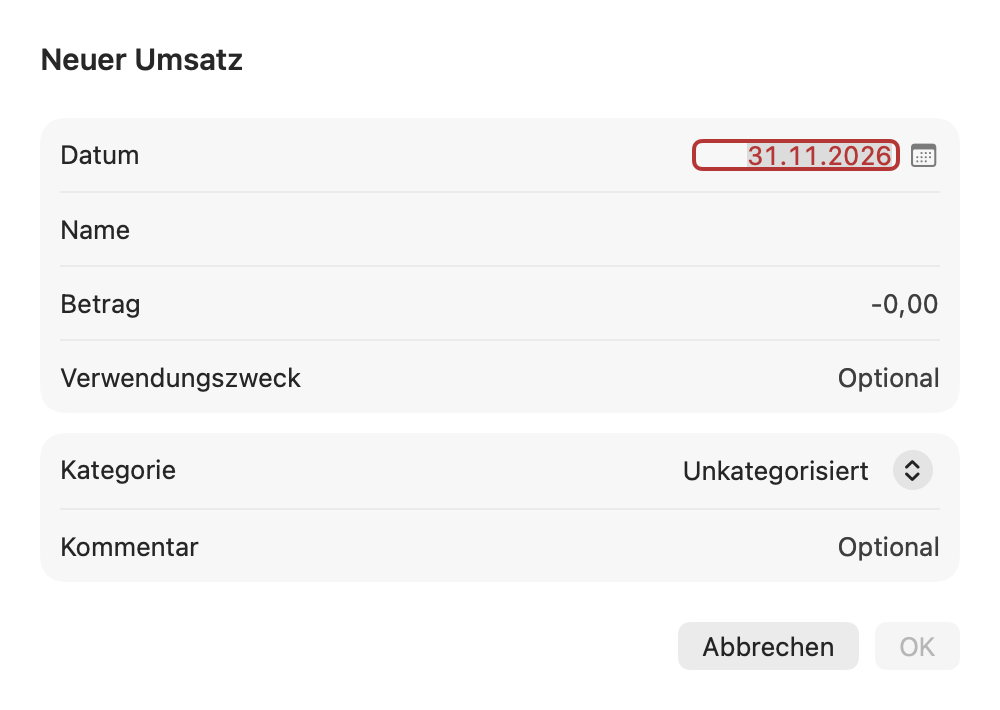 Neuer Umsatz
Datum 31.11.2026
Name
Betrag -0,00
Verwendungszweck Optional
Kategorie Unkategorisiert
Kommentar Optional
Abbrechen OK